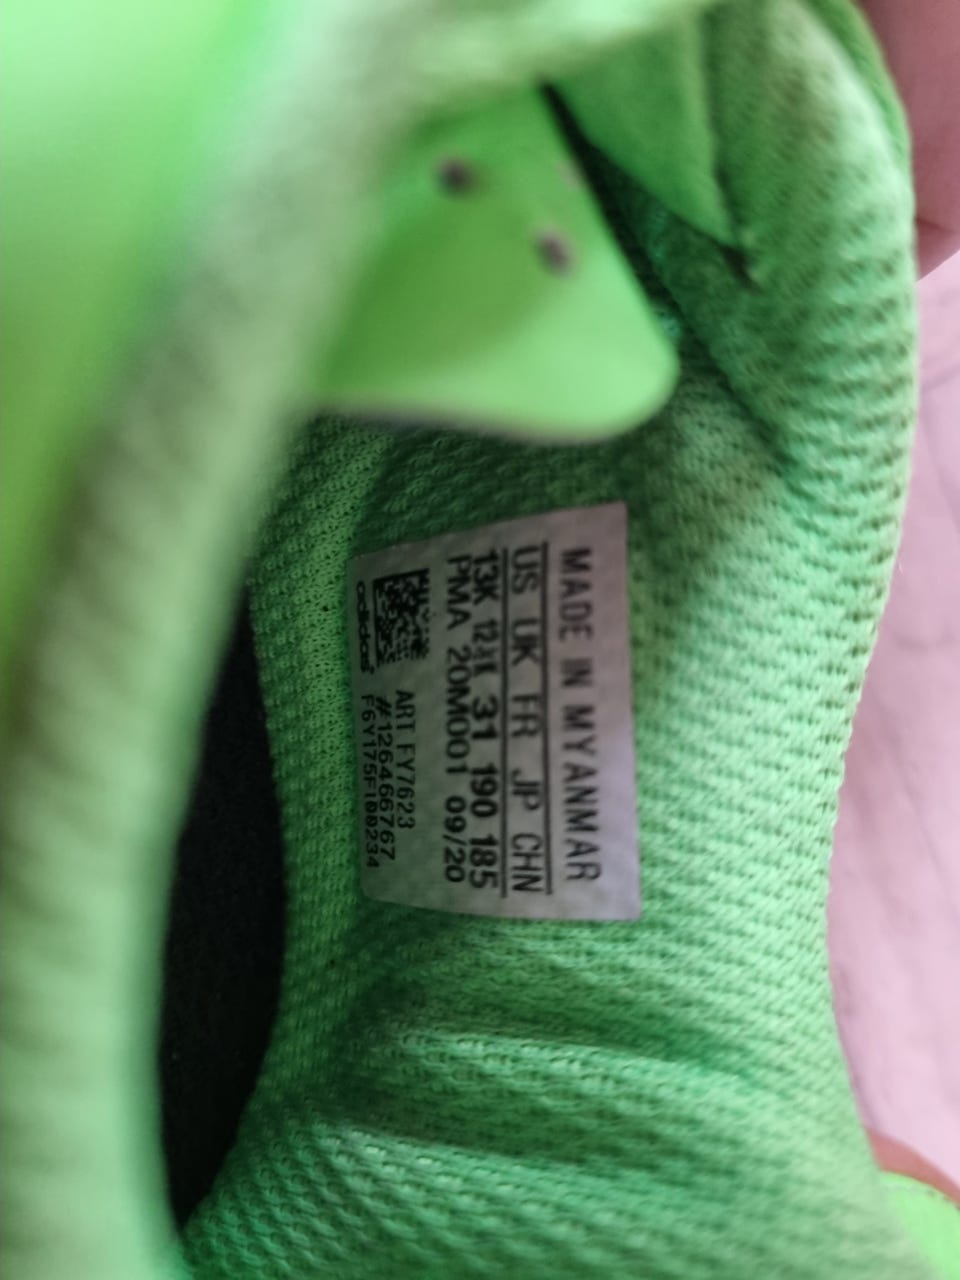 MADE IN MYANMAR
US UK FR JP CHN
13K 12½K 31 190 185
PMA 20M001 09/20
ART FY7623
#126466767
adidas F6Y175F100234